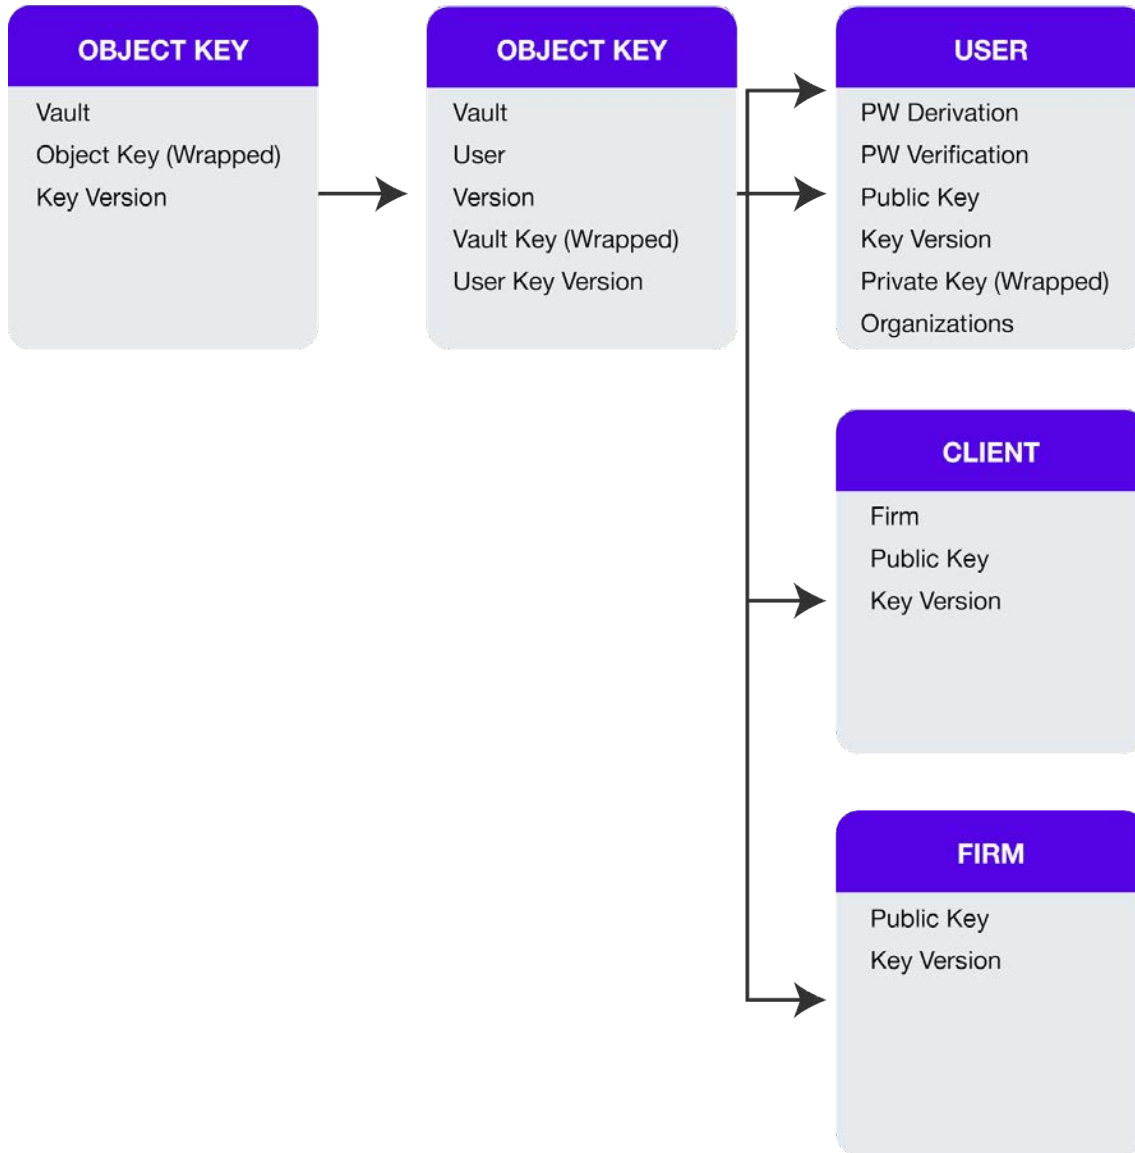 OBJECT KEY
Vault
Object Key (Wrapped)
Key Version
OBJECT KEY
Vault
User
Version
Vault Key (Wrapped)
User Key Version
USER
PW Derivation
PW Verification
Public Key
Key Version
Private Key (Wrapped)
Organizations
CLIENT
Firm
Public Key
Key Version
FIRM
Public Key
Key Version